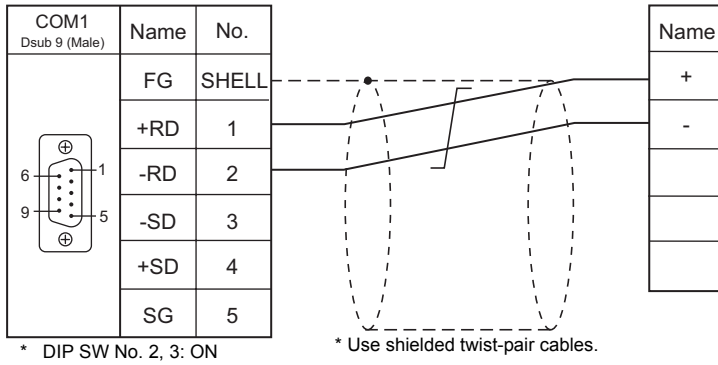 COM1
Dsub 9 (Male)
Name No.
Name
FG SHELL
+
+RD 1
-
-RD 2
6 1
9 5
-SD 3
+SD 4
SG 5
* DIP SW No. 2, 3: ON
* Use shielded twist-pair cables.